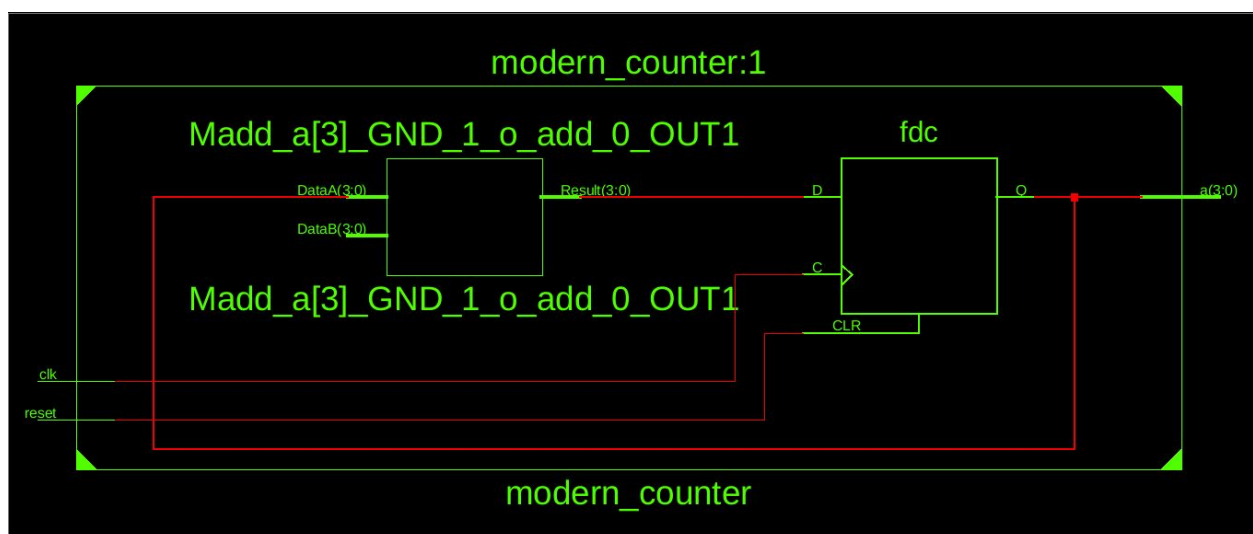 modern_counter:1
Madd_a[3]_GND_1_o_add_0_OUT1
fdc
DataA(3:0)
Result(3:0)
D
Q
a(3:0)
DataB(3:0)
C
Madd_a[3]_GND_1_o_add_0_OUT1
CLR
clk
reset
modern_counter